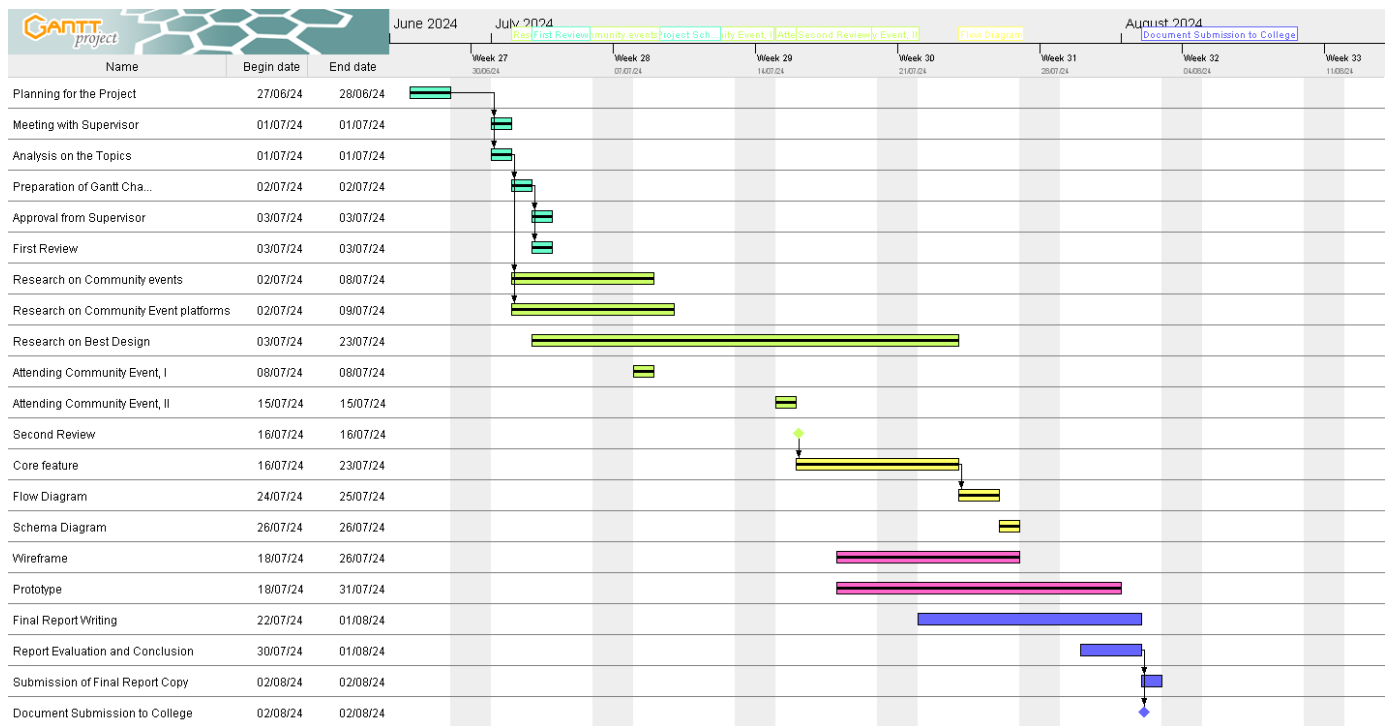 GANTT
project
June 2024
July 2024
August 2024
First Review
Second Review
Flow Diagram
Document Submission to College
Week 27
Week 28
Week 29
Week 30
Week 31
Week 32
Week 33
30/06/24
07/07/24
14/07/24
21/07/24
28/07/24
04/08/24
11/08/24
Name Begin date End date
Planning for the Project 27/06/24 28/06/24
Meeting with Supervisor 01/07/24 01/07/24
Analysis on the Topics 01/07/24 01/07/24
Preparation of Gantt Cha... 02/07/24 02/07/24
Approval from Supervisor 03/07/24 03/07/24
First Review 03/07/24 03/07/24
Research on Community events 02/07/24 08/07/24
Research on Community Event platforms 02/07/24 09/07/24
Research on Best Design 03/07/24 23/07/24
Attending Community Event, I 08/07/24 08/07/24
Attending Community Event, II 15/07/24 15/07/24
Second Review 16/07/24 16/07/24
Core feature 16/07/24 23/07/24
Flow Diagram 24/07/24 25/07/24
Schema Diagram 26/07/24 26/07/24
Wireframe 18/07/24 26/07/24
Prototype 18/07/24 31/07/24
Final Report Writing 22/07/24 01/08/24
Report Evaluation and Conclusion 30/07/24 01/08/24
Submission of Final Report Copy 02/08/24 02/08/24
Document Submission to College 02/08/24 02/08/24